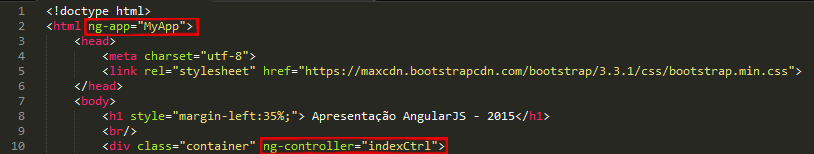 1 <!doctype html>
2 <html ng-app="MyApp">
3 <head>
4 <meta charset="utf-8">
5 <link rel="stylesheet" href="https://maxcdn.bootstrapcdn.com/bootstrap/3.3.1/css/bootstrap.min.css">
6 </head>
7 <body>
8 <h1 style="margin-left:35%;"> Apresentação AngularJS - 2015</h1>
9 <br/>
10 <div class="container" ng-controller="indexCtrl">